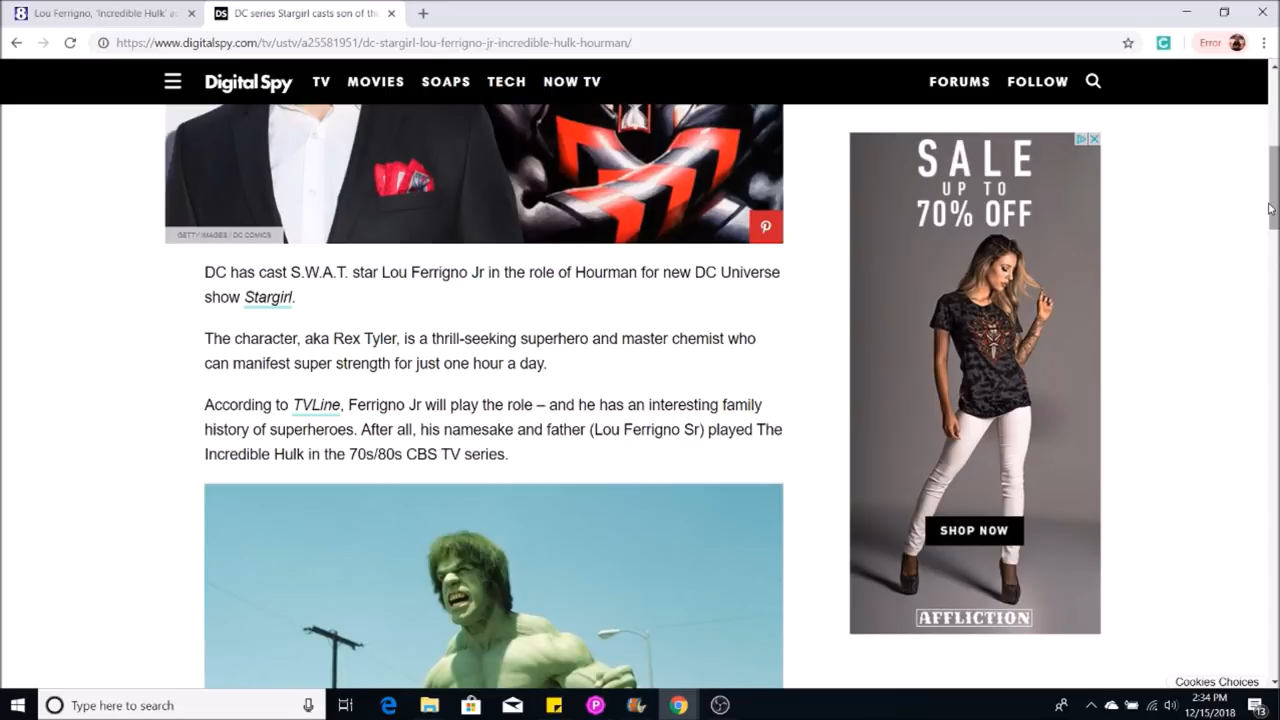 Lou Ferrigno, 'Incredible Hulk' a
DC series Stargirl casts son of the
https://www.digitalspy.com/tv/ustv/a25581951/dc-stargirl-lou-ferrigno-jr-incredible-hulk-hourman/
Error
Digital Spy TV MOVIES SOAPS TECH NOW TV FORUMS FOLLOW
GETTY IMAGES / DC COMICS
DC has cast S.W.A.T. star Lou Ferrigno Jr in the role of Hourman for new DC Universe
show Stargirl.
The character, aka Rex Tyler, is a thrill-seeking superhero and master chemist who
can manifest super strength for just one hour a day.
According to TVLine, Ferrigno Jr will play the role – and he has an interesting family
history of superheroes. After all, his namesake and father (Lou Ferrigno Sr) played The
Incredible Hulk in the 70s/80s CBS TV series.
SALE
UP TO
70% OFF
SHOP NOW
AFFLICTION
Cookies Choices
Type here to search
2:34 PM
12/15/2018
13